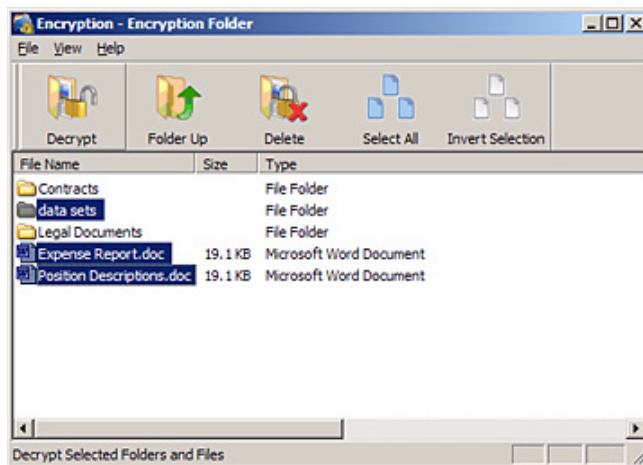 Encryption - Encryption Folder
File View Help
Decrypt Folder Up Delete Select All Invert Selection
File Name Size Type
Contracts File Folder
data sets File Folder
Legal Documents File Folder
Expense Report.doc 19.1 KB Microsoft Word Document
Position Descriptions.doc 19.1 KB Microsoft Word Document
Decrypt Selected Folders and Files